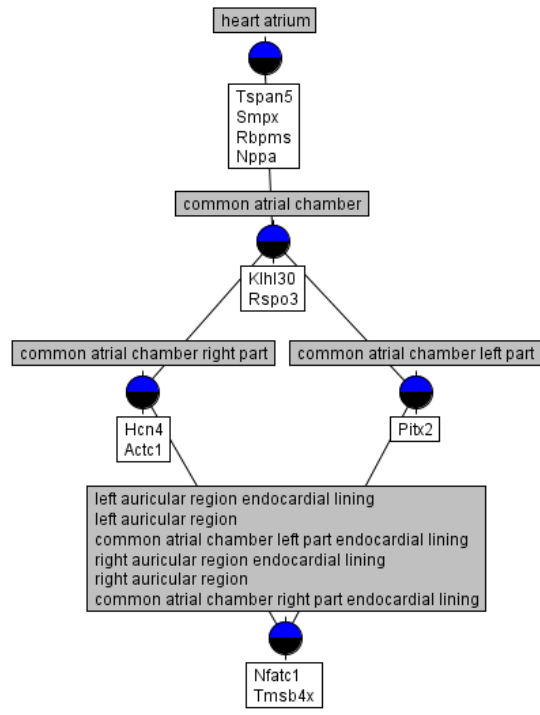 heart atrium
Tspan5
Smpx
Rbpms
Nppa
common atrial chamber
Klhl30
Rspo3
common atrial chamber right part
common atrial chamber left part
Hcn4
Actc1
Pitx2
left auricular region endocardial lining
left auricular region
common atrial chamber left part endocardial lining
right auricular region endocardial lining
right auricular region
common atrial chamber right part endocardial lining
Nfatc1
Tmsb4x